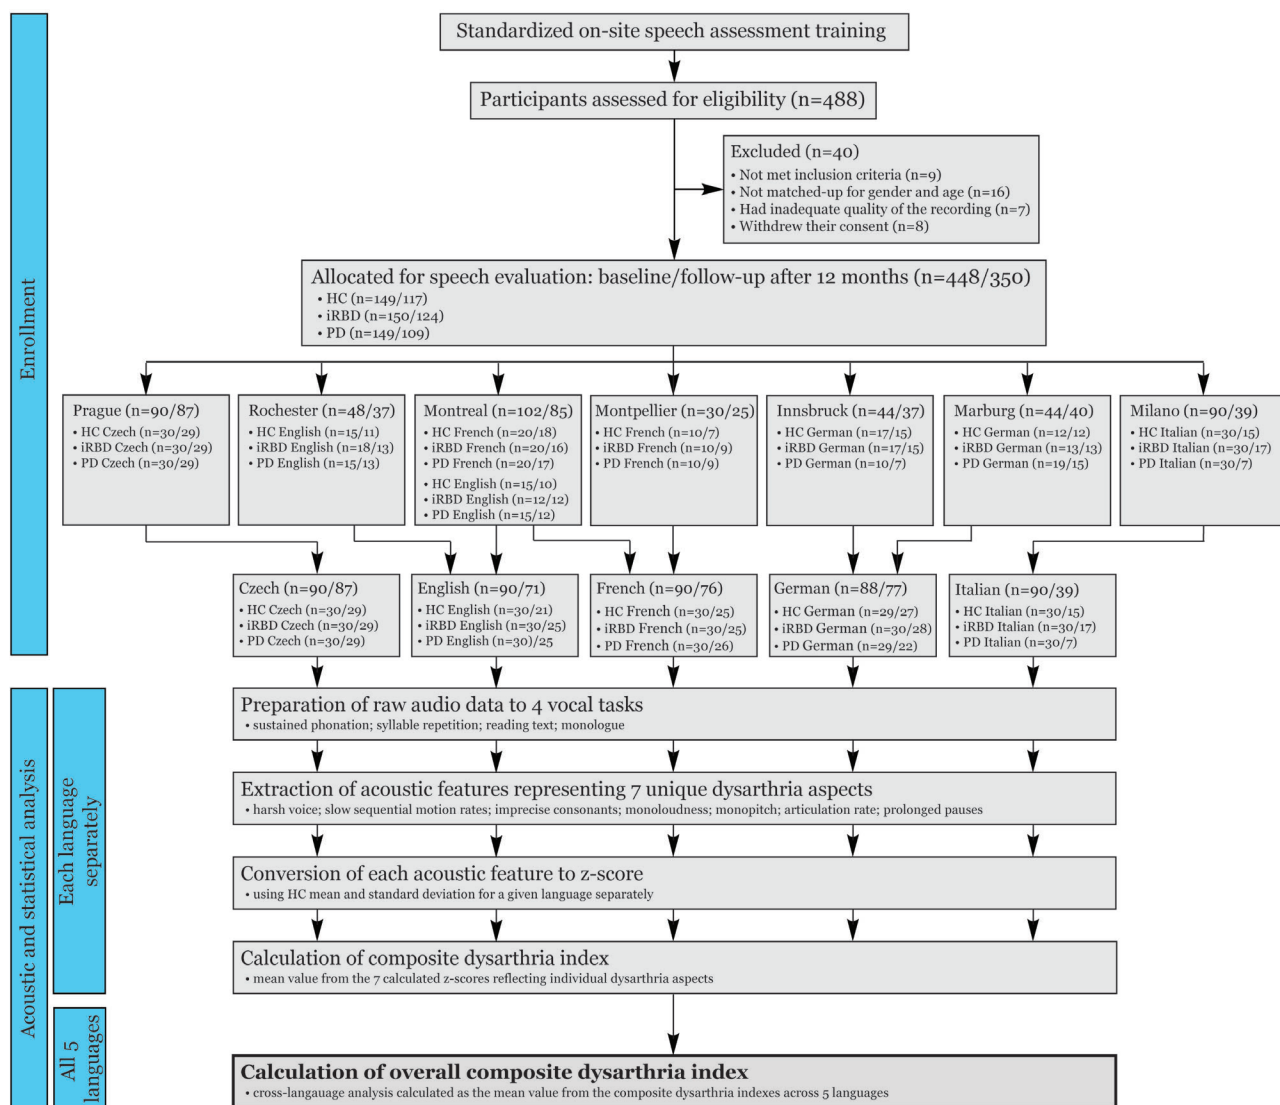 Enrollment
Standardized on-site speech assessment training
Participants assessed for eligibility (n=488)
Excluded (n=40)
• Not met inclusion criteria (n=9)
• Not matched-up for gender and age (n=16)
• Had inadequate quality of the recording (n=7)
• Withdrew their consent (n=8)
Allocated for speech evaluation: baseline/follow-up after 12 months (n=448/350)
• HC (n=149/117)
• iRBD (n=150/124)
• PD (n=149/109)
Prague (n=90/87)
• HC Czech (n=30/29)
• iRBD Czech (n=30/29)
• PD Czech (n=30/29)
Rochester (n=48/37)
• HC English (n=15/11)
• iRBD English (n=18/13)
• PD English (n=15/13)
Montreal (n=102/85)
• HC French (n=20/18)
• iRBD French (n=20/16)
• PD French (n=20/17)
• HC English (n=15/10)
• iRBD English (n=12/12)
• PD English (n=15/12)
Montpellier (n=30/25)
• HC French (n=10/7)
• iRBD French (n=10/9)
• PD French (n=10/9)
Innsbruck (n=44/37)
• HC German (n=17/15)
• iRBD German (n=17/15)
• PD German (n=10/7)
Marburg (n=44/40)
• HC German (n=12/12)
• iRBD German (n=13/13)
• PD German (n=19/15)
Milano (n=90/39)
• HC Italian (n=30/15)
• iRBD Italian (n=30/17)
• PD Italian (n=30/7)
Czech (n=90/87)
• HC Czech (n=30/29)
• iRBD Czech (n=30/29)
• PD Czech (n=30/29)
English (n=90/71)
• HC English (n=30/21)
• iRBD English (n=30/25)
• PD English (n=30)/25
French (n=90/76)
• HC French (n=30/25)
• iRBD French (n=30/25)
• PD French (n=30/26)
German (n=88/77)
• HC German (n=29/27)
• iRBD German (n=30/28)
• PD German (n=29/22)
Italian (n=90/39)
• HC Italian (n=30/15)
• iRBD Italian (n=30/17)
• PD Italian (n=30/7)
Acoustic and statistical analysis
Each language
separately
Preparation of raw audio data to 4 vocal tasks
• sustained phonation; syllable repetition; reading text; monologue
Extraction of acoustic features representing 7 unique dysarthria aspects
• harsh voice; slow sequential motion rates; imprecise consonants; monoloudness; monopitch; articulation rate; prolonged pauses
Conversion of each acoustic feature to z-score
• using HC mean and standard deviation for a given language separately
Calculation of composite dysarthria index
• mean value from the 7 calculated z-scores reflecting individual dysarthria aspects
All 5
languages
Calculation of overall composite dysarthria index
• cross-langauage analysis calculated as the mean value from the composite dysarthria indexes across 5 languages